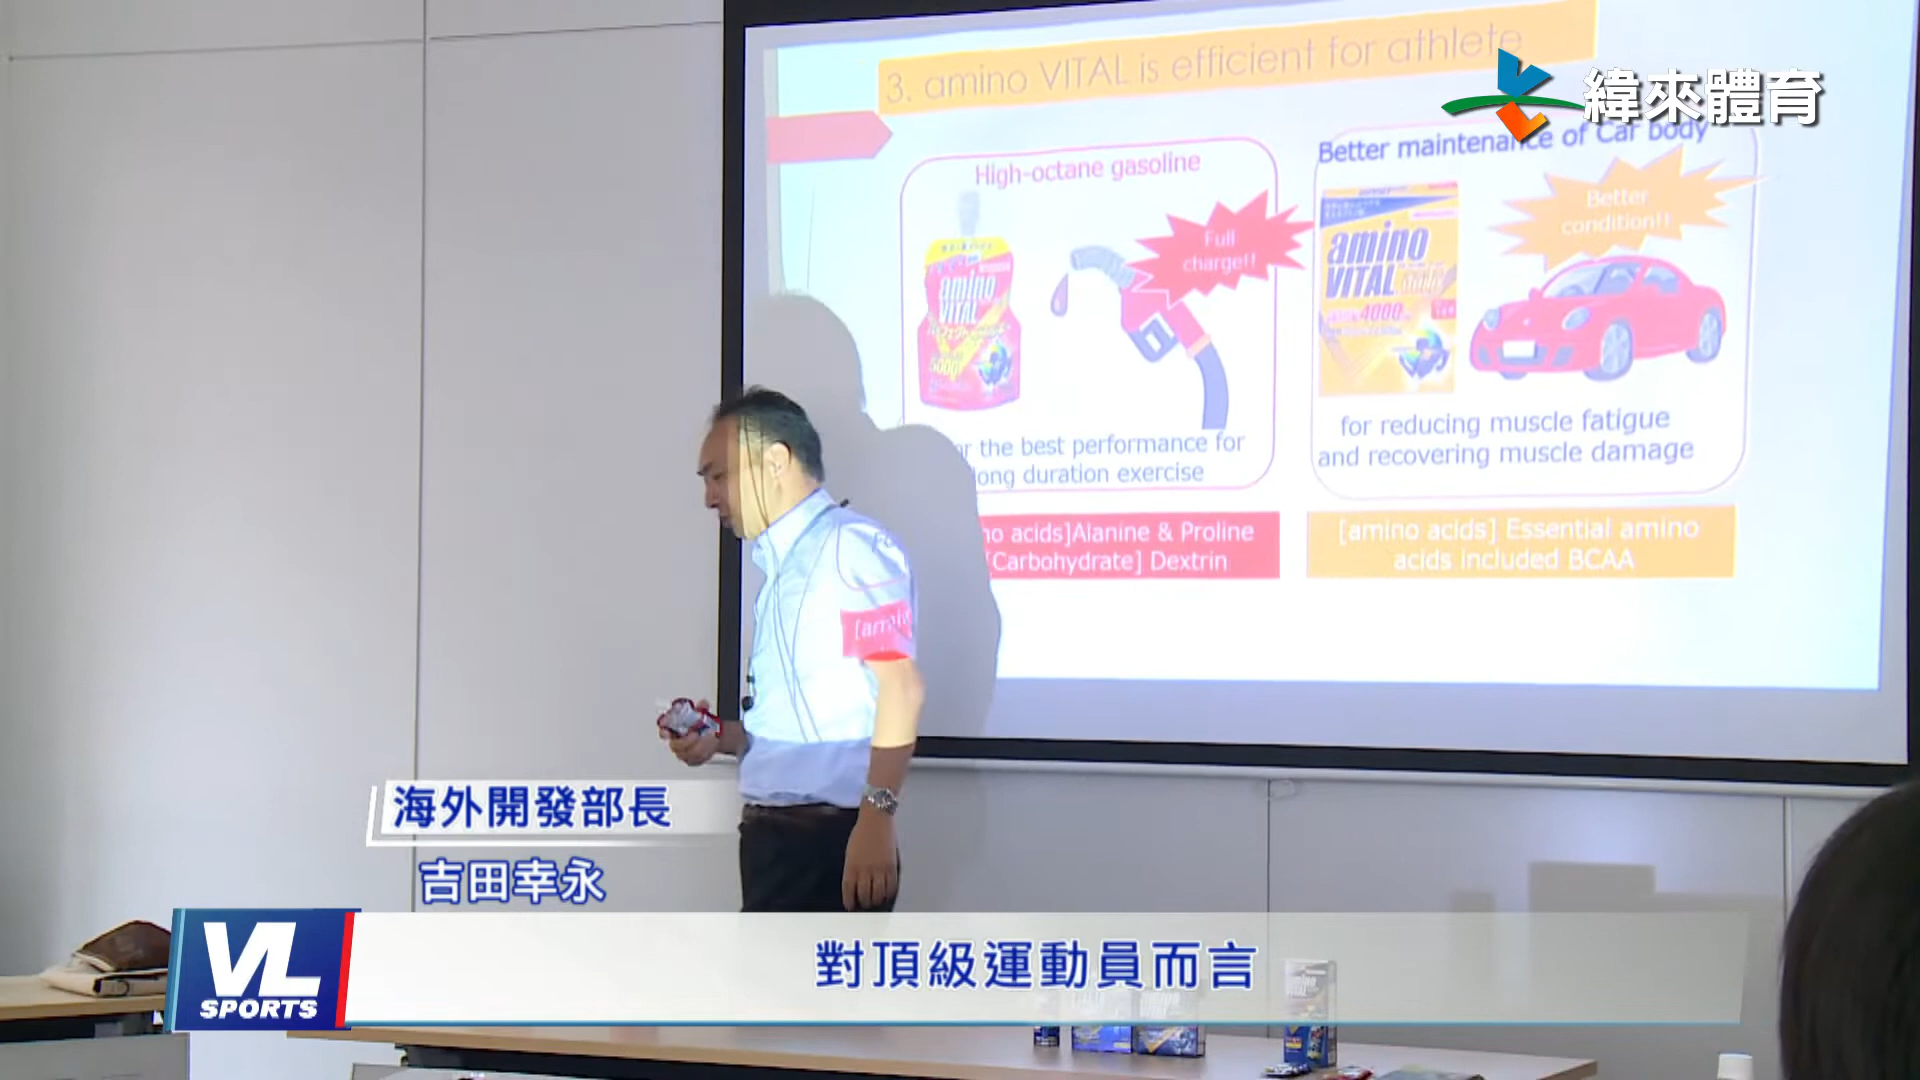 3. amino VITAL is efficient for athlete
緯來體育
High-octane gasoline
Full
charge!!
amino
VITAL
the best performance for
long duration exercise
acids]Alanine & Proline
[Carbohydrate] Dextrin
Better maintenance of Car body
Better
condition!!
amino
VITAL
4000
for reducing muscle fatigue
and recovering muscle damage
[amino acids] Essential amino
acids included BCAA
海外開發部長
吉田幸永
VL
SPORTS
對頂級運動員而言